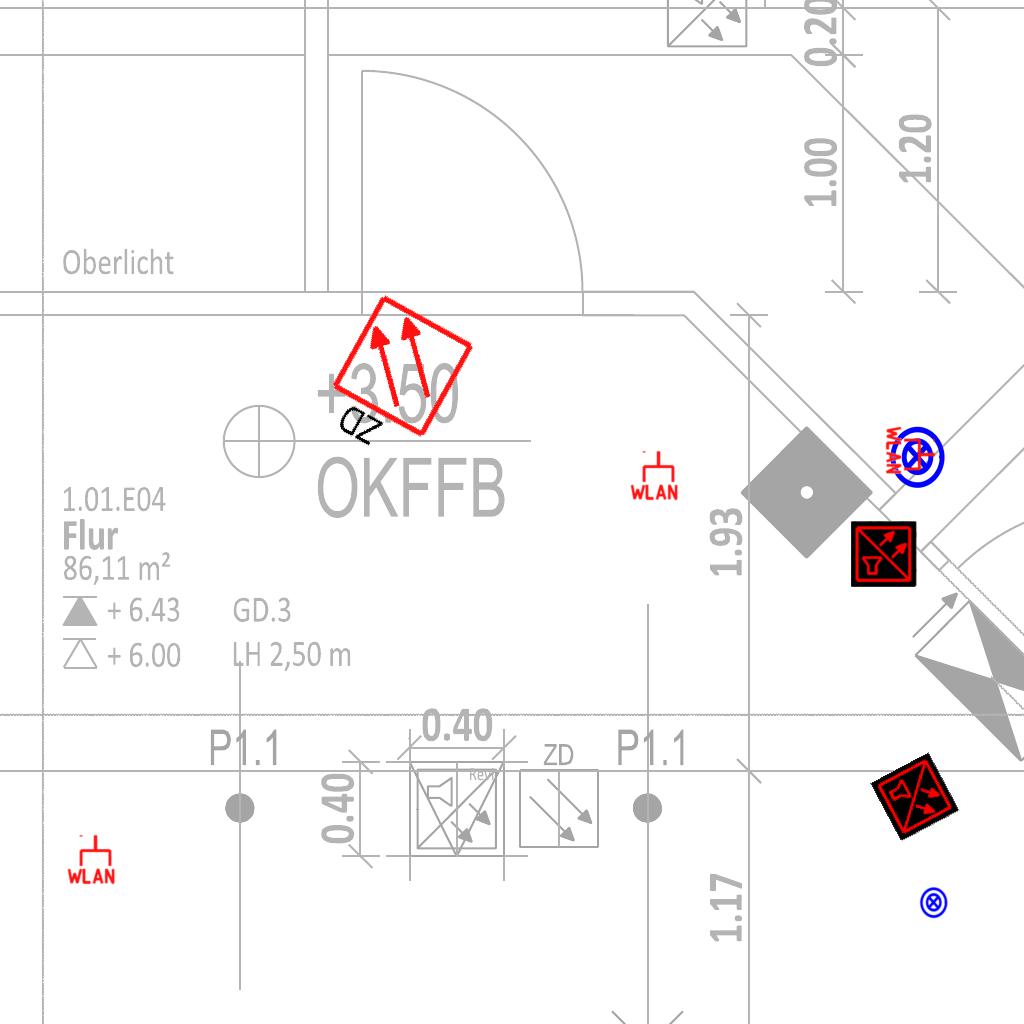 0.20
1.00
1.20
Oberlicht
+3.50
ZD
OKFFB
WLAN
WLAN
1.01.E04
Flur
86,11 m²
+ 6.43 GD.3
+ 6.00 LH 2,50 m
1.93
P1.1
0.40
ZD
P1.1
0.40
WLAN
1.17